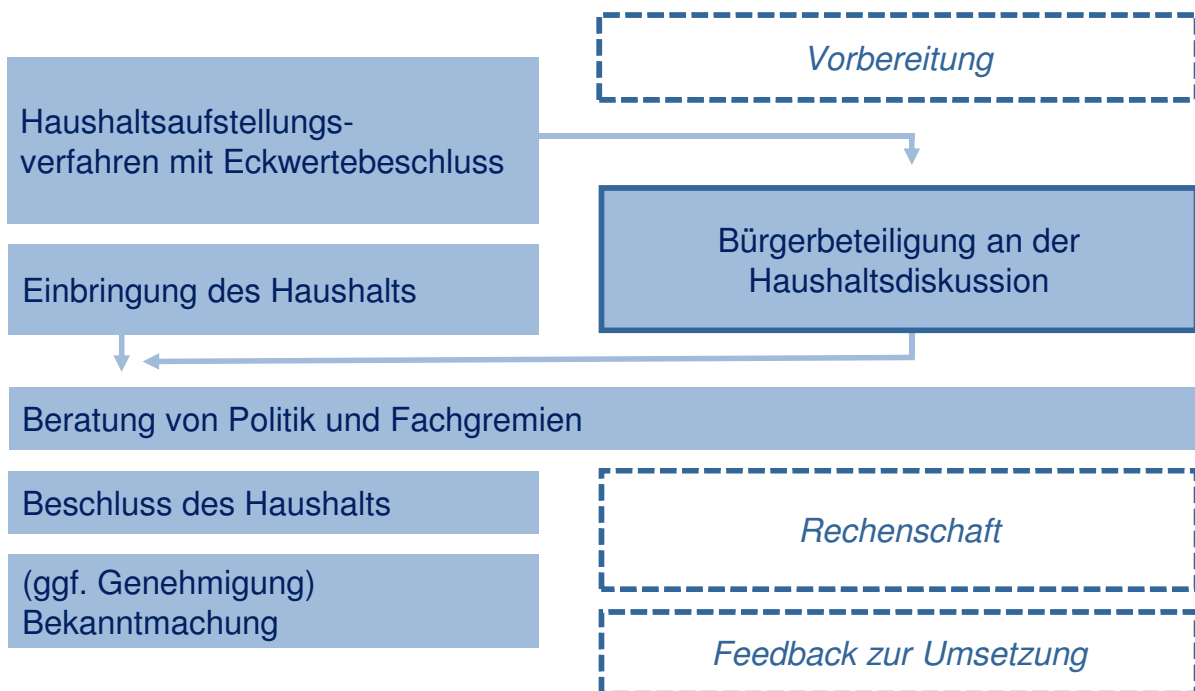 Vorbereitung
Haushaltsaufstellungs-
verfahren mit Eckwertebeschluss
Bürgerbeteiligung an der
Haushaltsdiskussion
Einbringung des Haushalts
Beratung von Politik und Fachgremien
Beschluss des Haushalts
Rechenschaft
(ggf. Genehmigung)
Bekanntmachung
Feedback zur Umsetzung